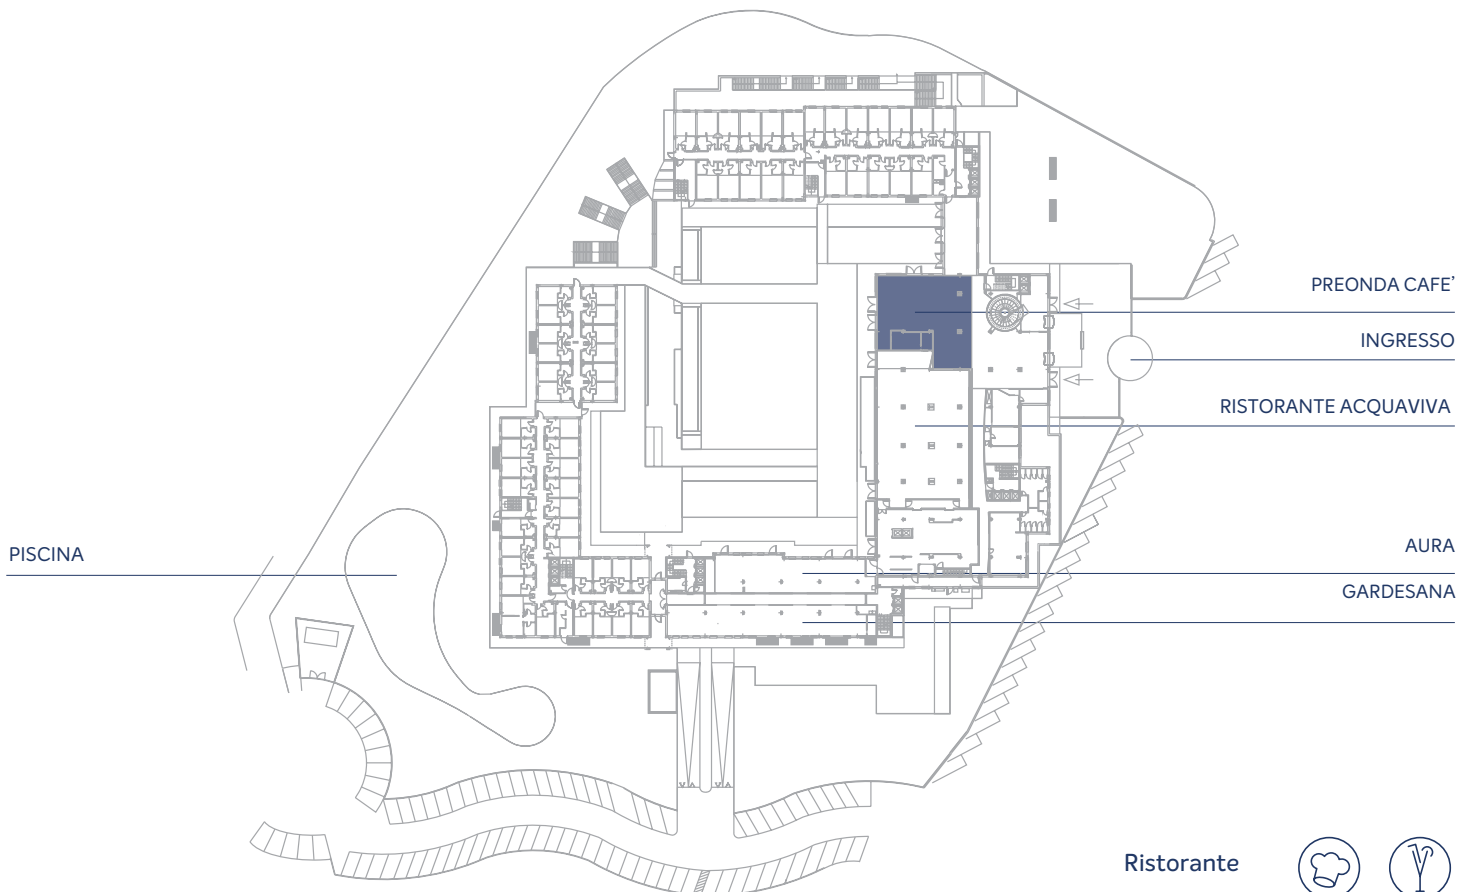 PREONDA CAFE'
INGRESSO
RISTORANTE ACQUAVIVA
PISCINA
AURA
GARDESANA
Ristorante